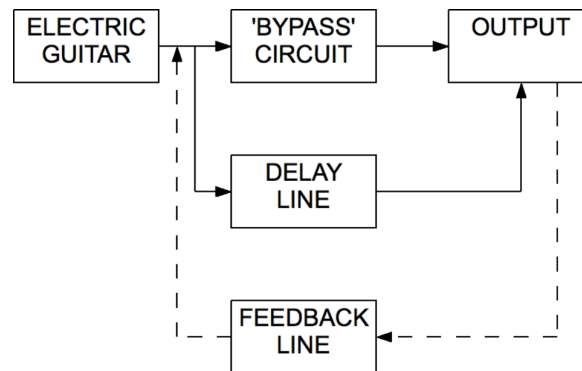 ELECTRIC
GUITAR
'BYPASS'
CIRCUIT
OUTPUT
DELAY
LINE
FEEDBACK
LINE